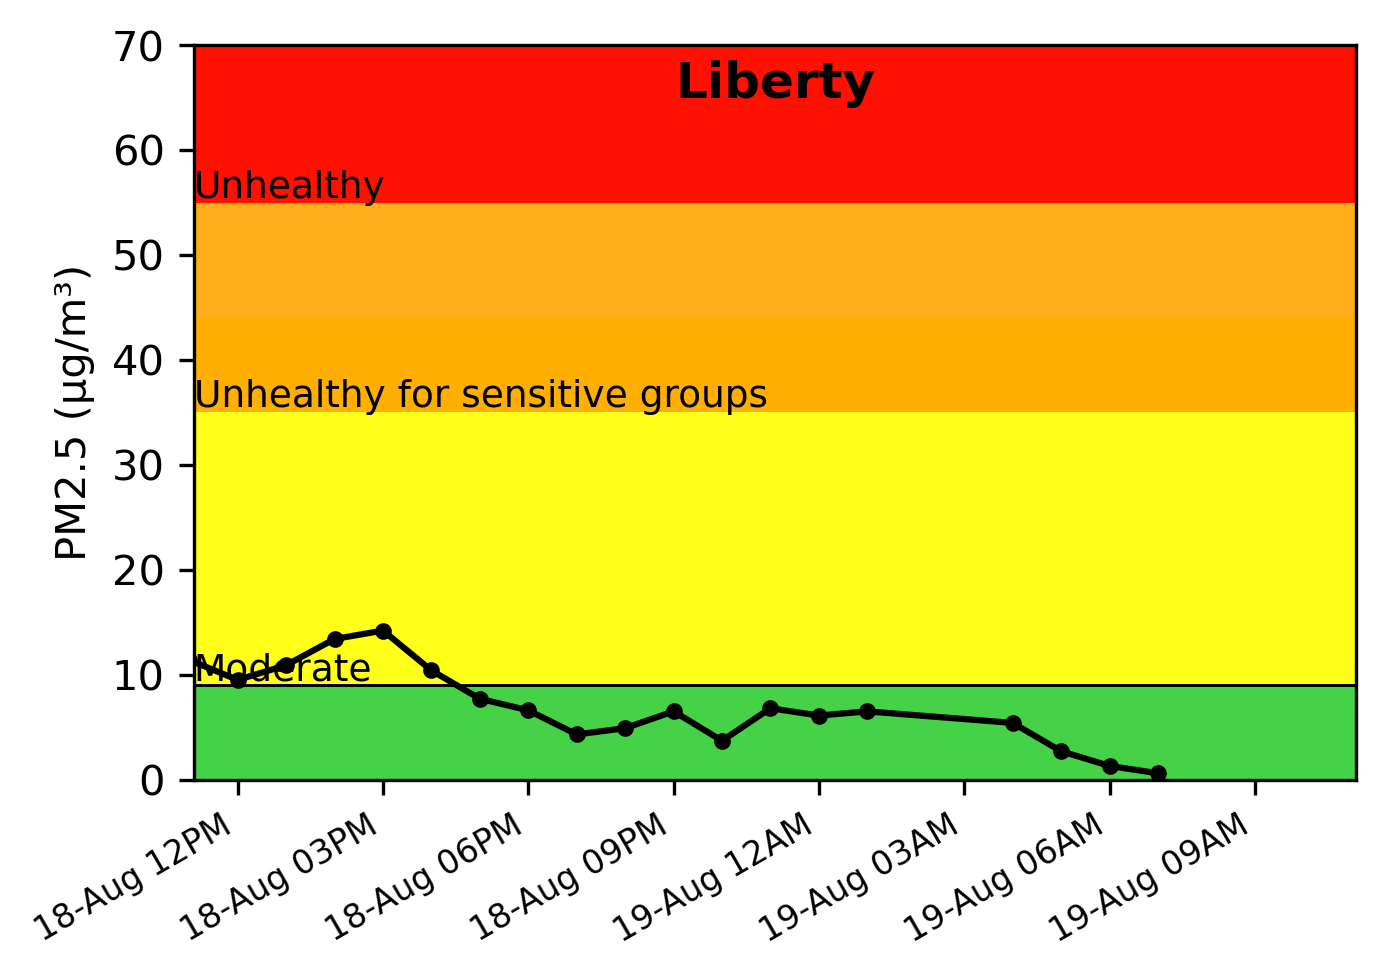 Liberty
70
60
50
40
30
20
10
0
PM2.5 (µg/m³)
Unhealthy
Unhealthy for sensitive groups
Moderate
18-Aug 12PM
18-Aug 03PM
18-Aug 06PM
18-Aug 09PM
19-Aug 12AM
19-Aug 03AM
19-Aug 06AM
19-Aug 09AM